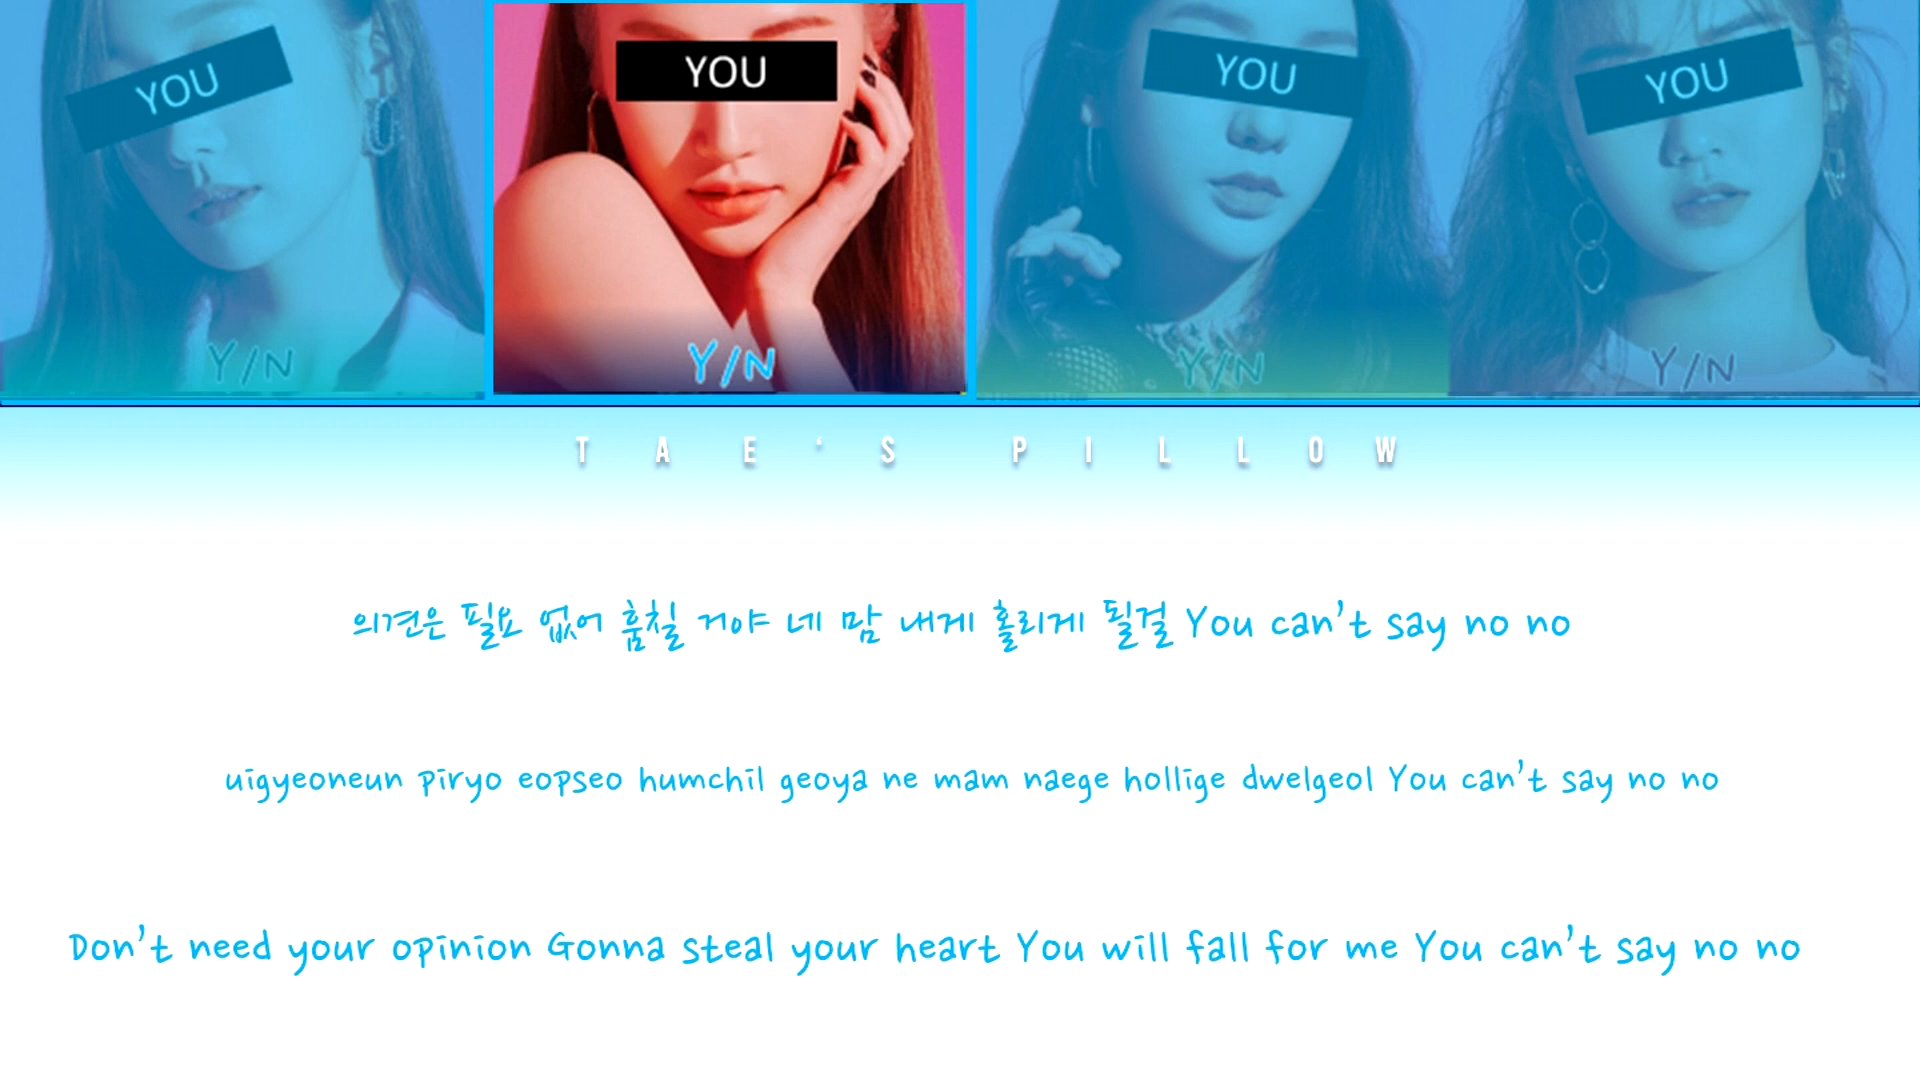 YOU
YOU
YOU
YOU
Y/N
Y/N
Y/N
Y/N
TAE‘S PILLOW
의견은 필요 없어 훔칠 거야 네 맘 내게 홀리게 될걸 You can't say no no
uigyeoneun piryo eopseo humchil geoya ne mam naege hollige dwelgeol You can't say no no
Don't need your opinion Gonna steal your heart You will fall for me You can't say no no